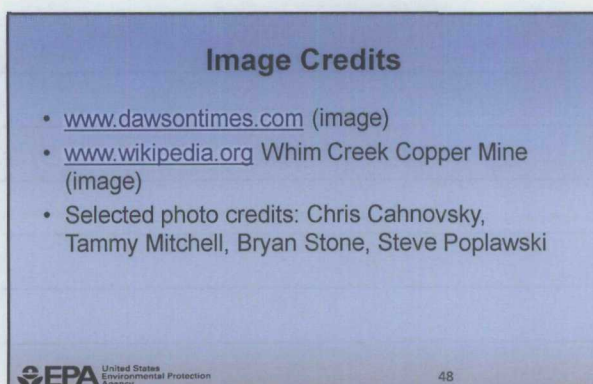 Image Credits
• www.dawsontimes.com (image)
• www.wikipedia.org Whim Creek Copper Mine
(image)
• Selected photo credits: Chris Cahnovsky,
Tammy Mitchell, Bryan Stone, Steve Poplawski
EPA United States
Environmental Protection
Agency
48